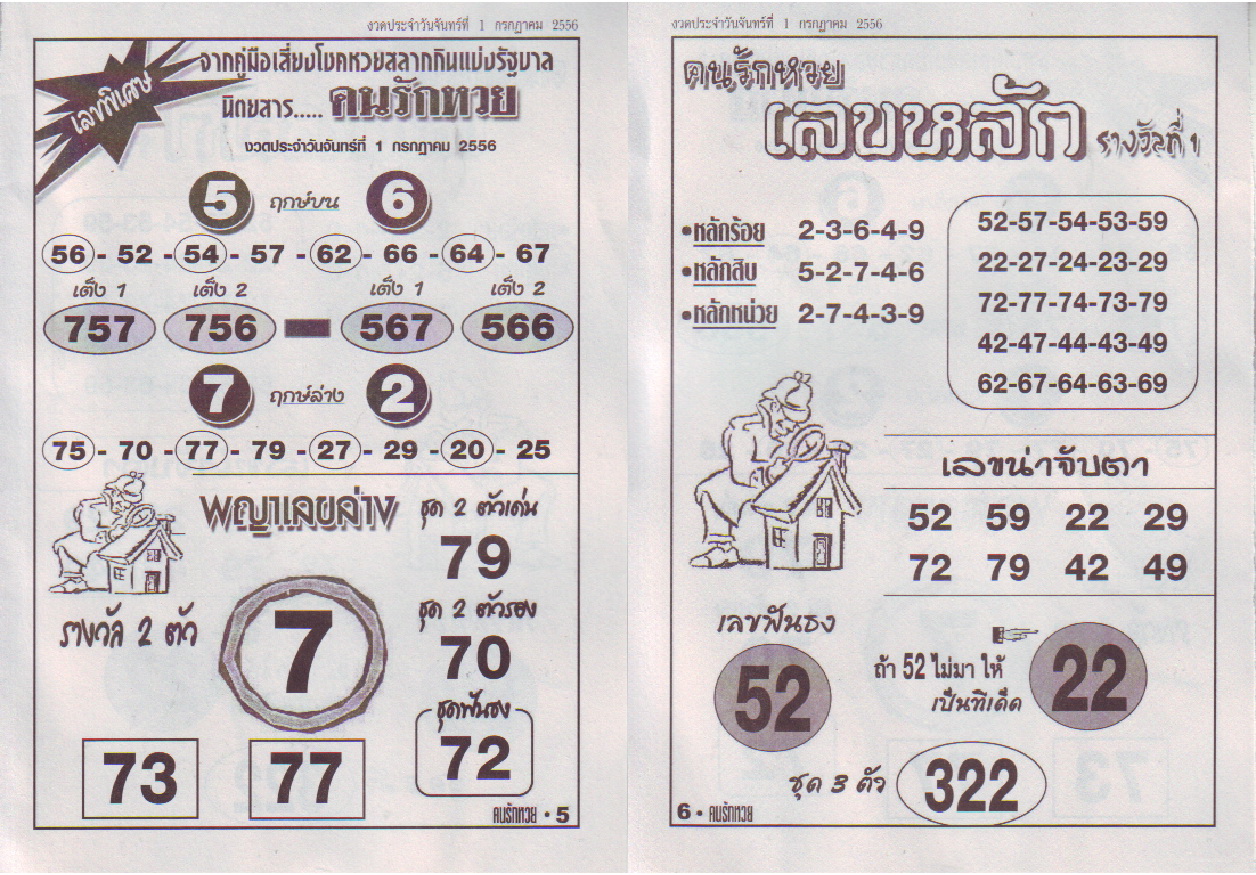 งวดประจำวันจันทร์ที่ 1 กรกฎาคม 2556
เลขพิเศษ
จากคู่มือเสี่ยงโชคหวยสลากกินแบ่งรัฐบาล
นิตยสาร..... คนรักหวย
งวดประจำวันจันทร์ที่ 1 กรกฎาคม 2556
5 ฤกษ์บน 6
56 - 52 - 54 - 57 - 62 - 66 - 64 - 67
เต็ง 1 เต็ง 2 เต็ง 1 เต็ง 2
757 756 - 567 566
7 ฤกษ์ล่าง 2
75 - 70 - 77 - 79 - 27 - 29 - 20 - 25
พญาเลขล่าง
รางวัล 2 ตัว
7
73 77
ชุด 2 ตัวเด่น
79
ชุด 2 ตัวรอง
70
ชุดฟันธง
72
คนรักหวย • 5
งวดประจำวันจันทร์ที่ 1 กรกฎาคม 2556
คนรักหวย
เลขหลัก รางวัลที่ 1
•หลักร้อย 2-3-6-4-9
•หลักสิบ 5-2-7-4-6
•หลักหน่วย 2-7-4-3-9
52-57-54-53-59
22-27-24-23-29
72-77-74-73-79
42-47-44-43-49
62-67-64-63-69
เลขน่าจับตา
52 59 22 29
72 79 42 49
เลขฟันธง
52
ถ้า 52 ไม่มา ให้
เป็นทีเด็ด
22
ชุด 3 ตัว 322
6 • คนรักหวย